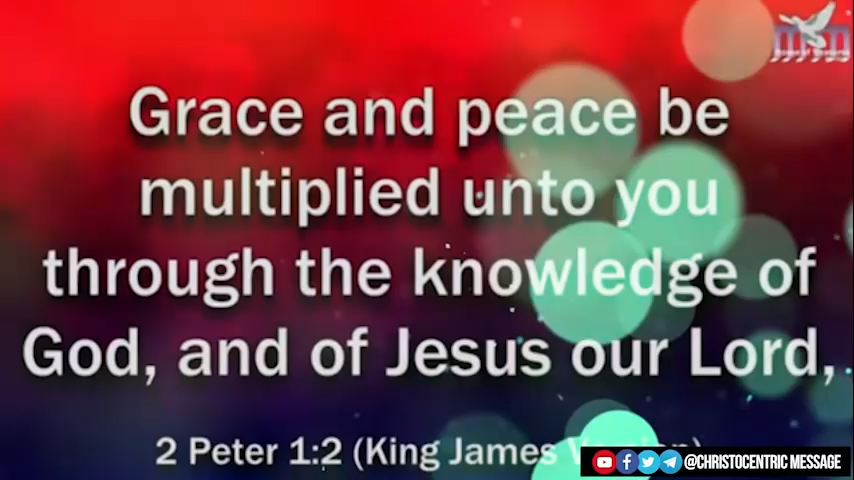 Grace and peace be
multiplied unto you
through the knowledge of
God, and of Jesus our Lord,
2 Peter 1:2 (King James Version)
@CHRISTOCENTRIC MESSAGE